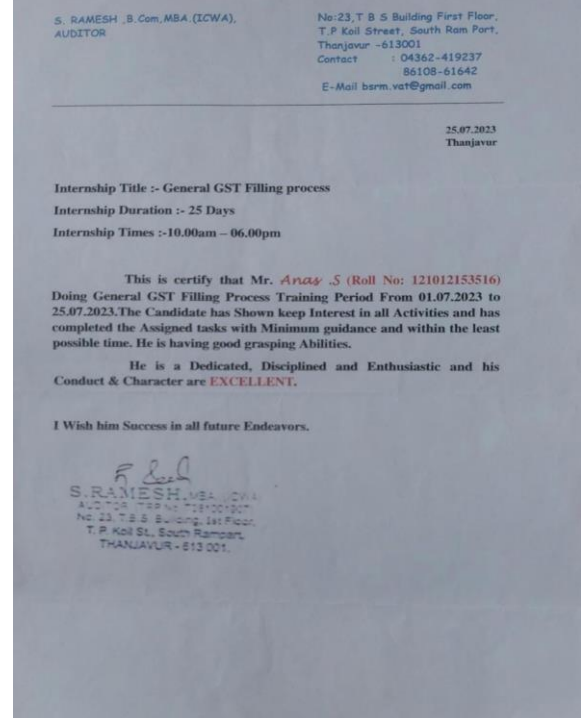 S. RAMESH ,B.Com,MBA.(ICWA),
AUDITOR
No:23,T B S Building First Floor,
T.P Koil Street, South Ram Part,
Thanjavur -613001
Contact : 04362-419237
86108-61642
E-Mail bsrm.vat@gmail.com
25.07.2023
Thanjavur
Internship Title :- General GST Filling process
Internship Duration :- 25 Days
Internship Times :-10.00am – 06.00pm
This is certify that Mr. Anas .S (Roll No: 121012153516)
Doing General GST Filling Process Training Period From 01.07.2023 to
25.07.2023.The Candidate has Shown keep Interest in all Activities and has
completed the Assigned tasks with Minimum guidance and within the least
possible time. He is having good grasping Abilities.
He is a Dedicated, Disciplined and Enthusiastic and his
Conduct & Character are EXCELLENT.
I Wish him Success in all future Endeavors.
S.RAMESH, MBA.,(ICWA)
AUDITOR
No. 23, T.B.S. Building, 1st Floor,
T. P. Koil St., South Rampart,
THANJAVUR - 613 001.